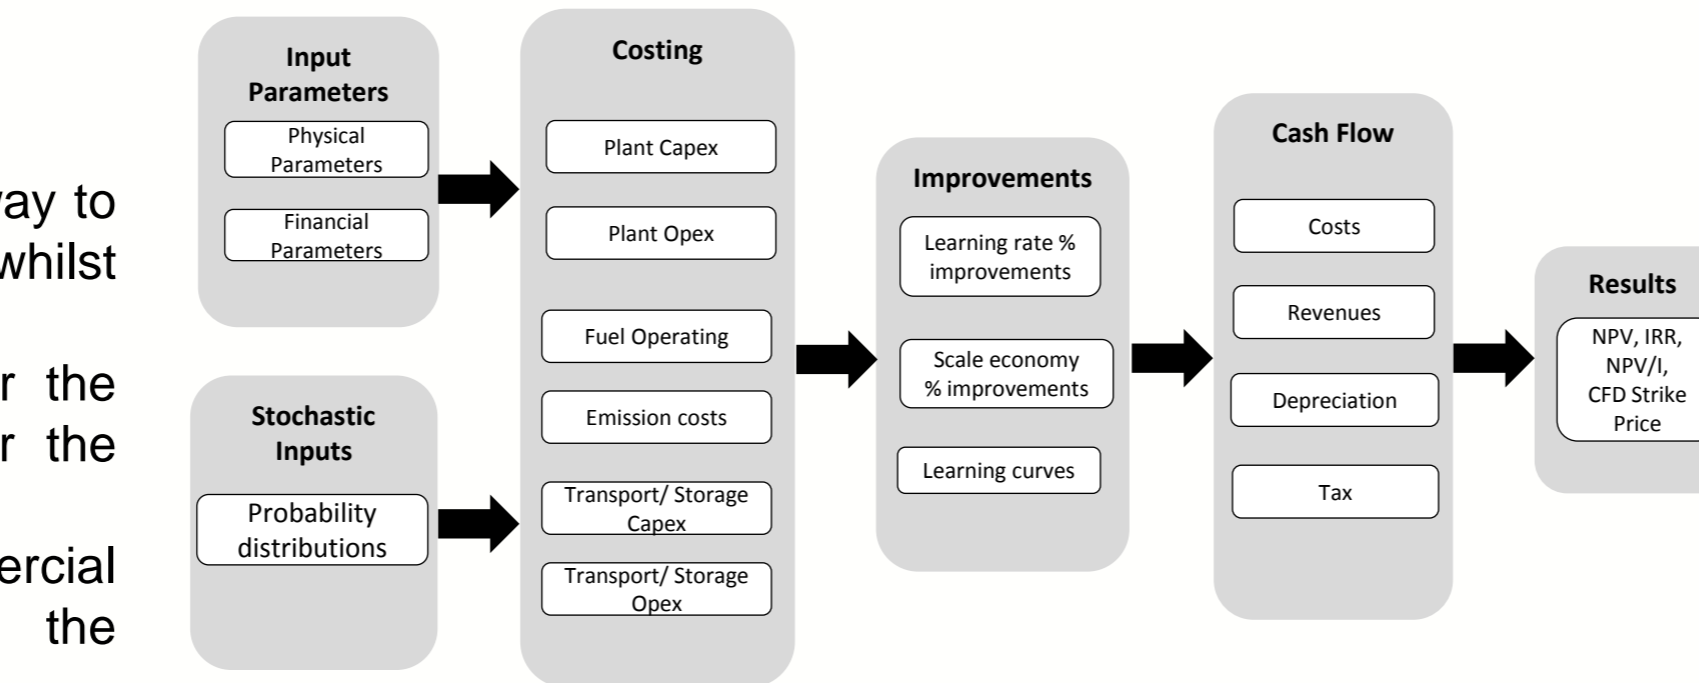 way to
whilst
r the
r the
ercial
the
Input
Parameters
Physical
Parameters
Financial
Parameters
Stochastic
Inputs
Probability
distributions
Costing
Plant Capex
Plant Opex
Fuel Operating
Emission costs
Transport/ Storage
Capex
Transport/ Storage
Opex
Improvements
Learning rate %
improvements
Scale economy
% improvements
Learning curves
Cash Flow
Costs
Revenues
Depreciation
Tax
Results
NPV, IRR,
NPV/I,
CFD Strike
Price